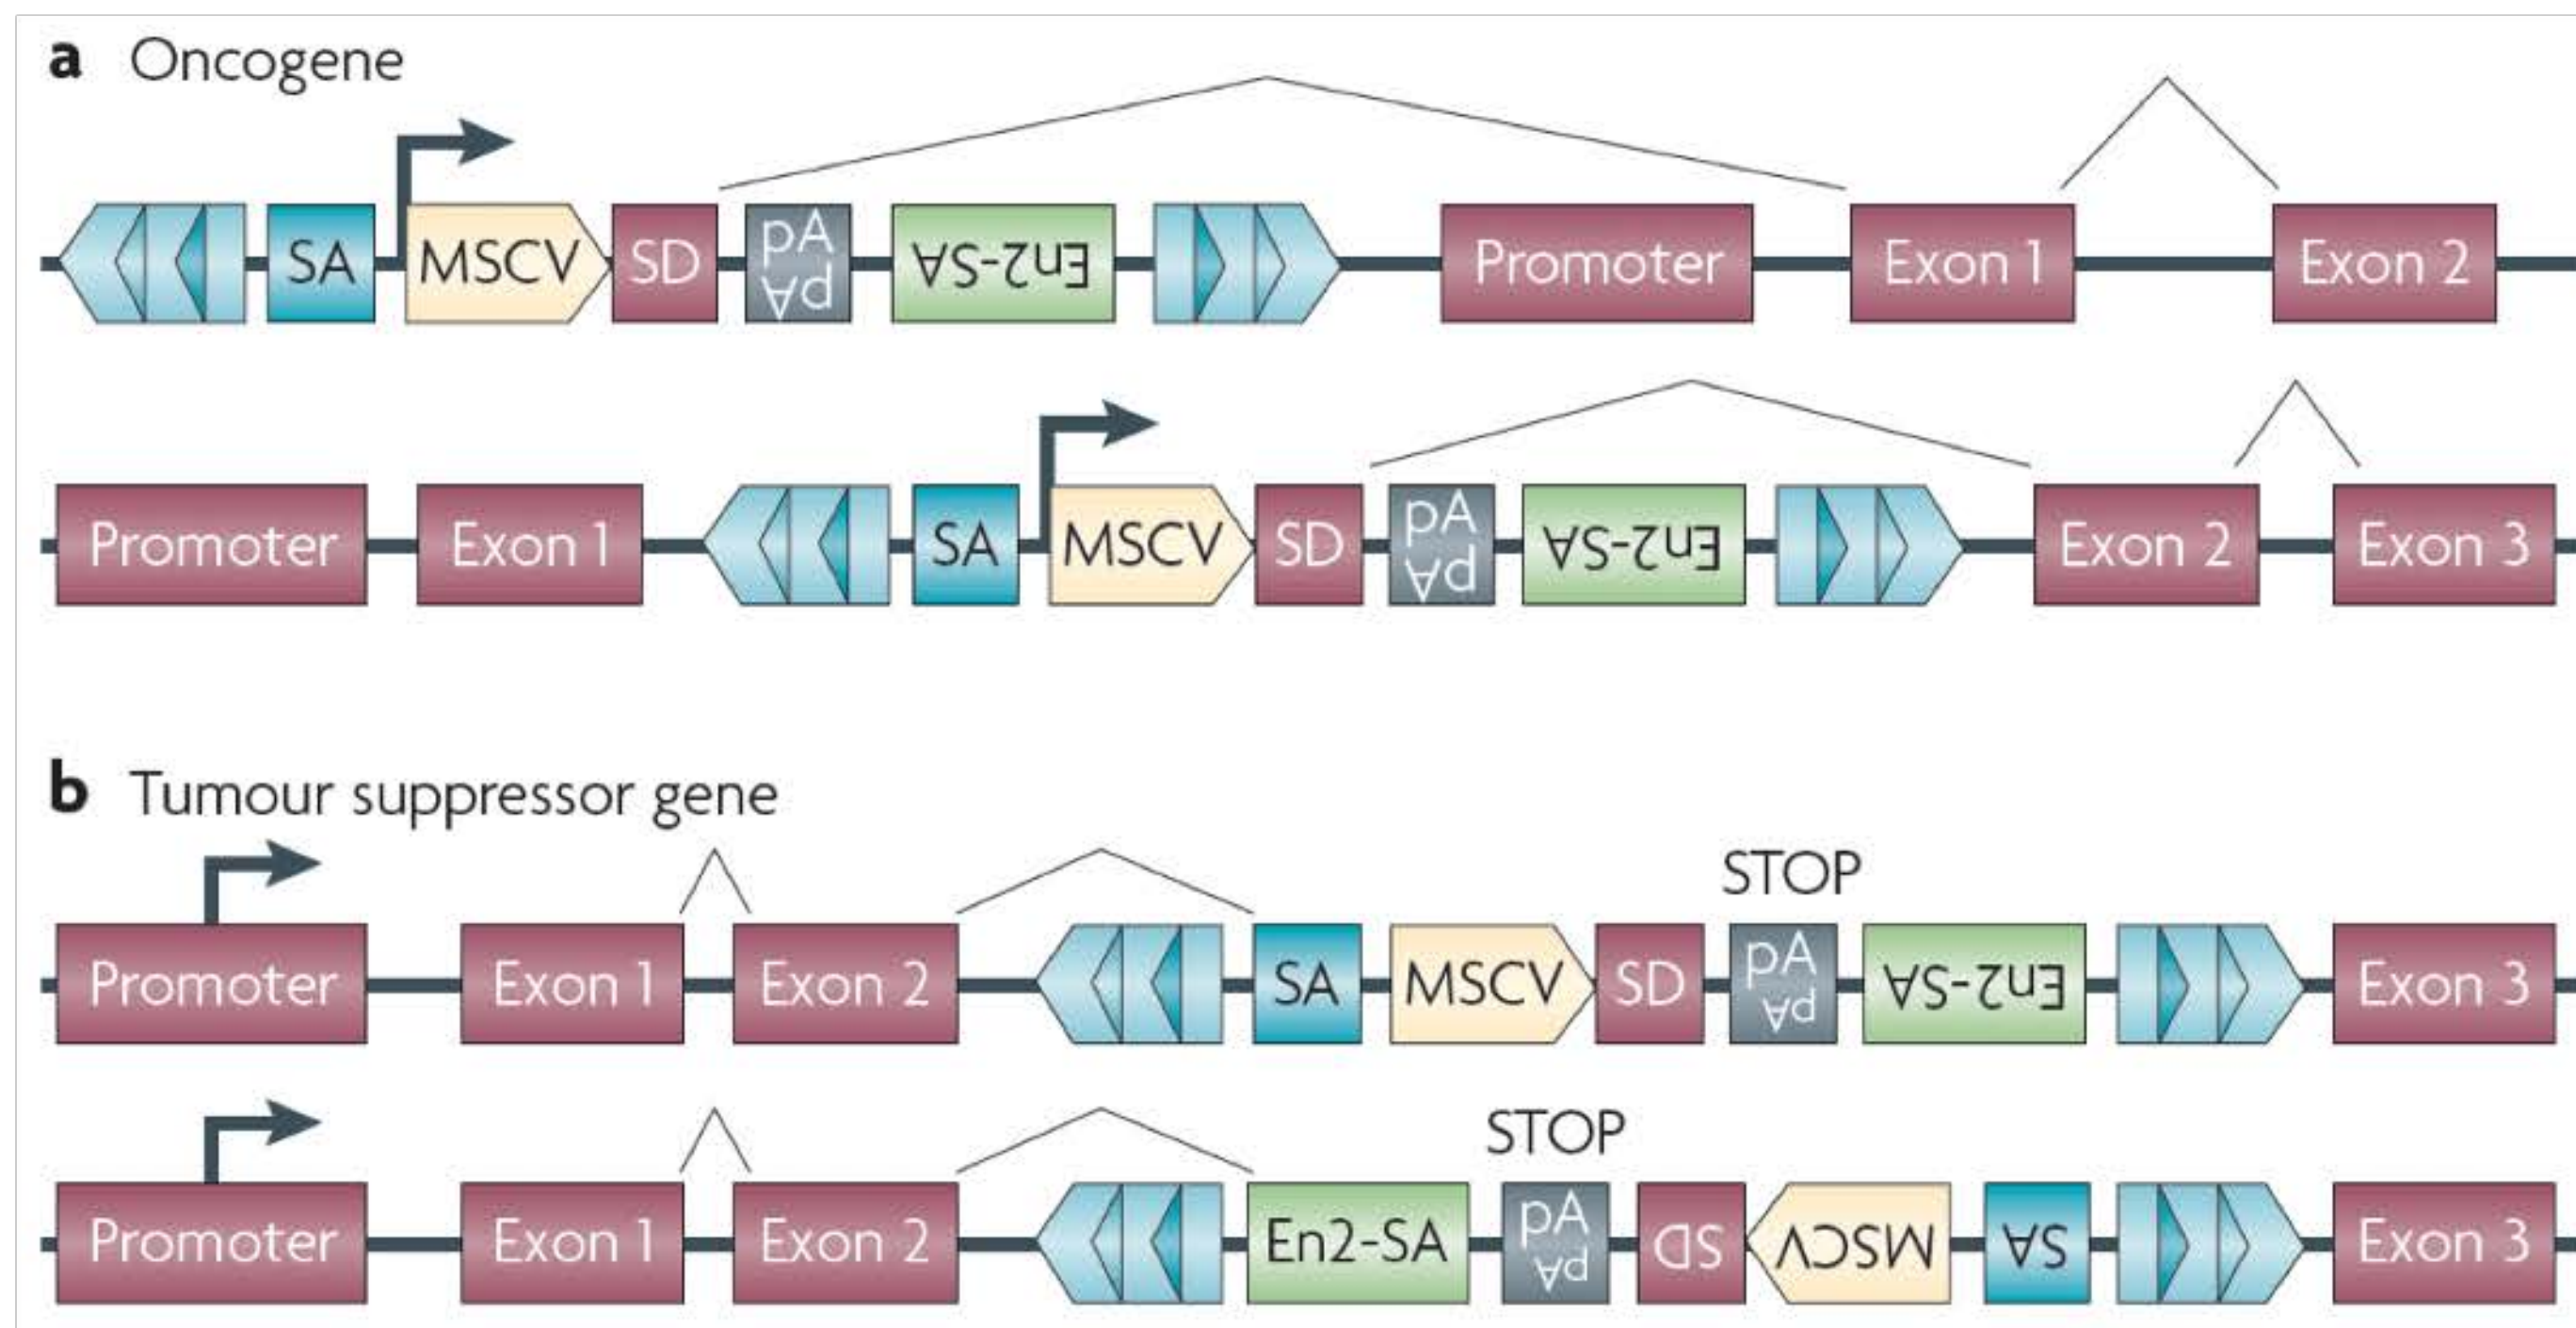 a Oncogene
SA MSCV SD pA pA En2-SA Promoter Exon 1 Exon 2
Promoter Exon 1 SA MSCV SD pA pA En2-SA Exon 2 Exon 3
b Tumour suppressor gene
STOP
Promoter Exon 1 Exon 2 SA MSCV SD pA pA En2-SA Exon 3
STOP
Promoter Exon 1 Exon 2 En2-SA pA pA SD MSCV SA Exon 3